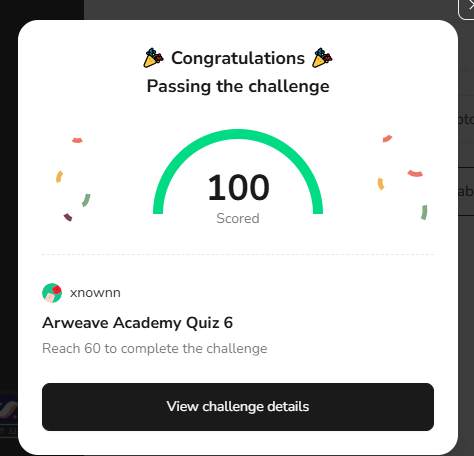 Congratulations
Passing the challenge
100
Scored
xnownn
Arweave Academy Quiz 6
Reach 60 to complete the challenge
View challenge details